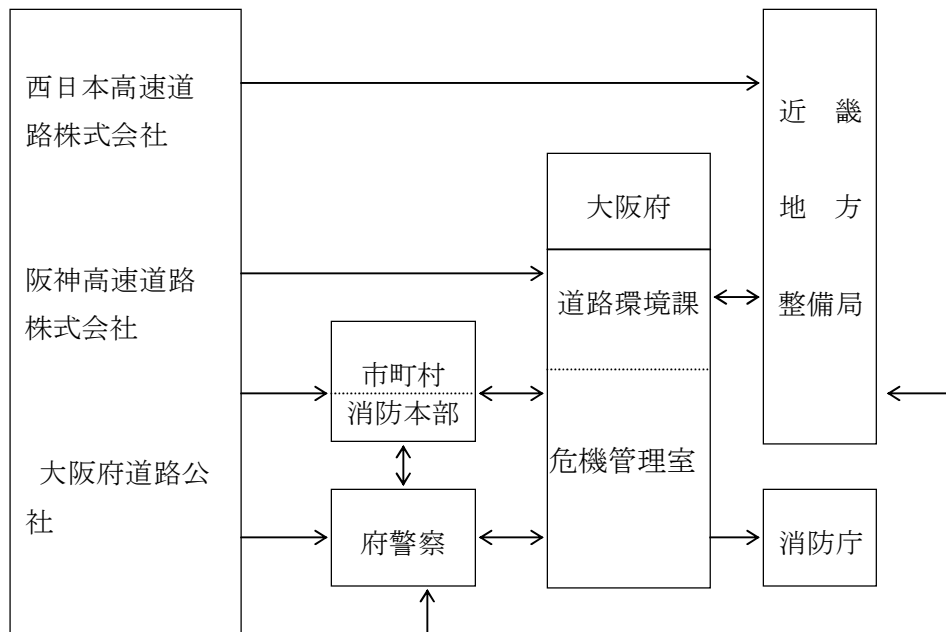 西日本高速道
路株式会社
阪神高速道路
株式会社
大阪府道路公
社
市町村
消防本部
府警察
大阪府
道路環境課
危機管理室
近 畿
地 方
整備局
消防庁